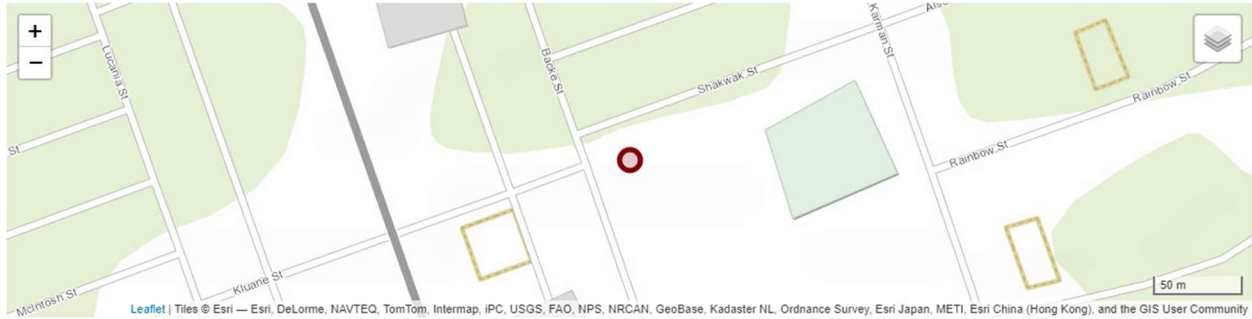 +
−
Lucania St
Backe St
Karman St
Alse
Shakwak St
Rainbow St
Rainbow St
St
Kluane St
McIntosh St
50 m
Leaflet | Tiles © Esri — Esri, DeLorme, NAVTEQ, TomTom, Intermap, iPC, USGS, FAO, NPS, NRCAN, GeoBase, Kadaster NL, Ordnance Survey, Esri Japan, METI, Esri China (Hong Kong), and the GIS User Community